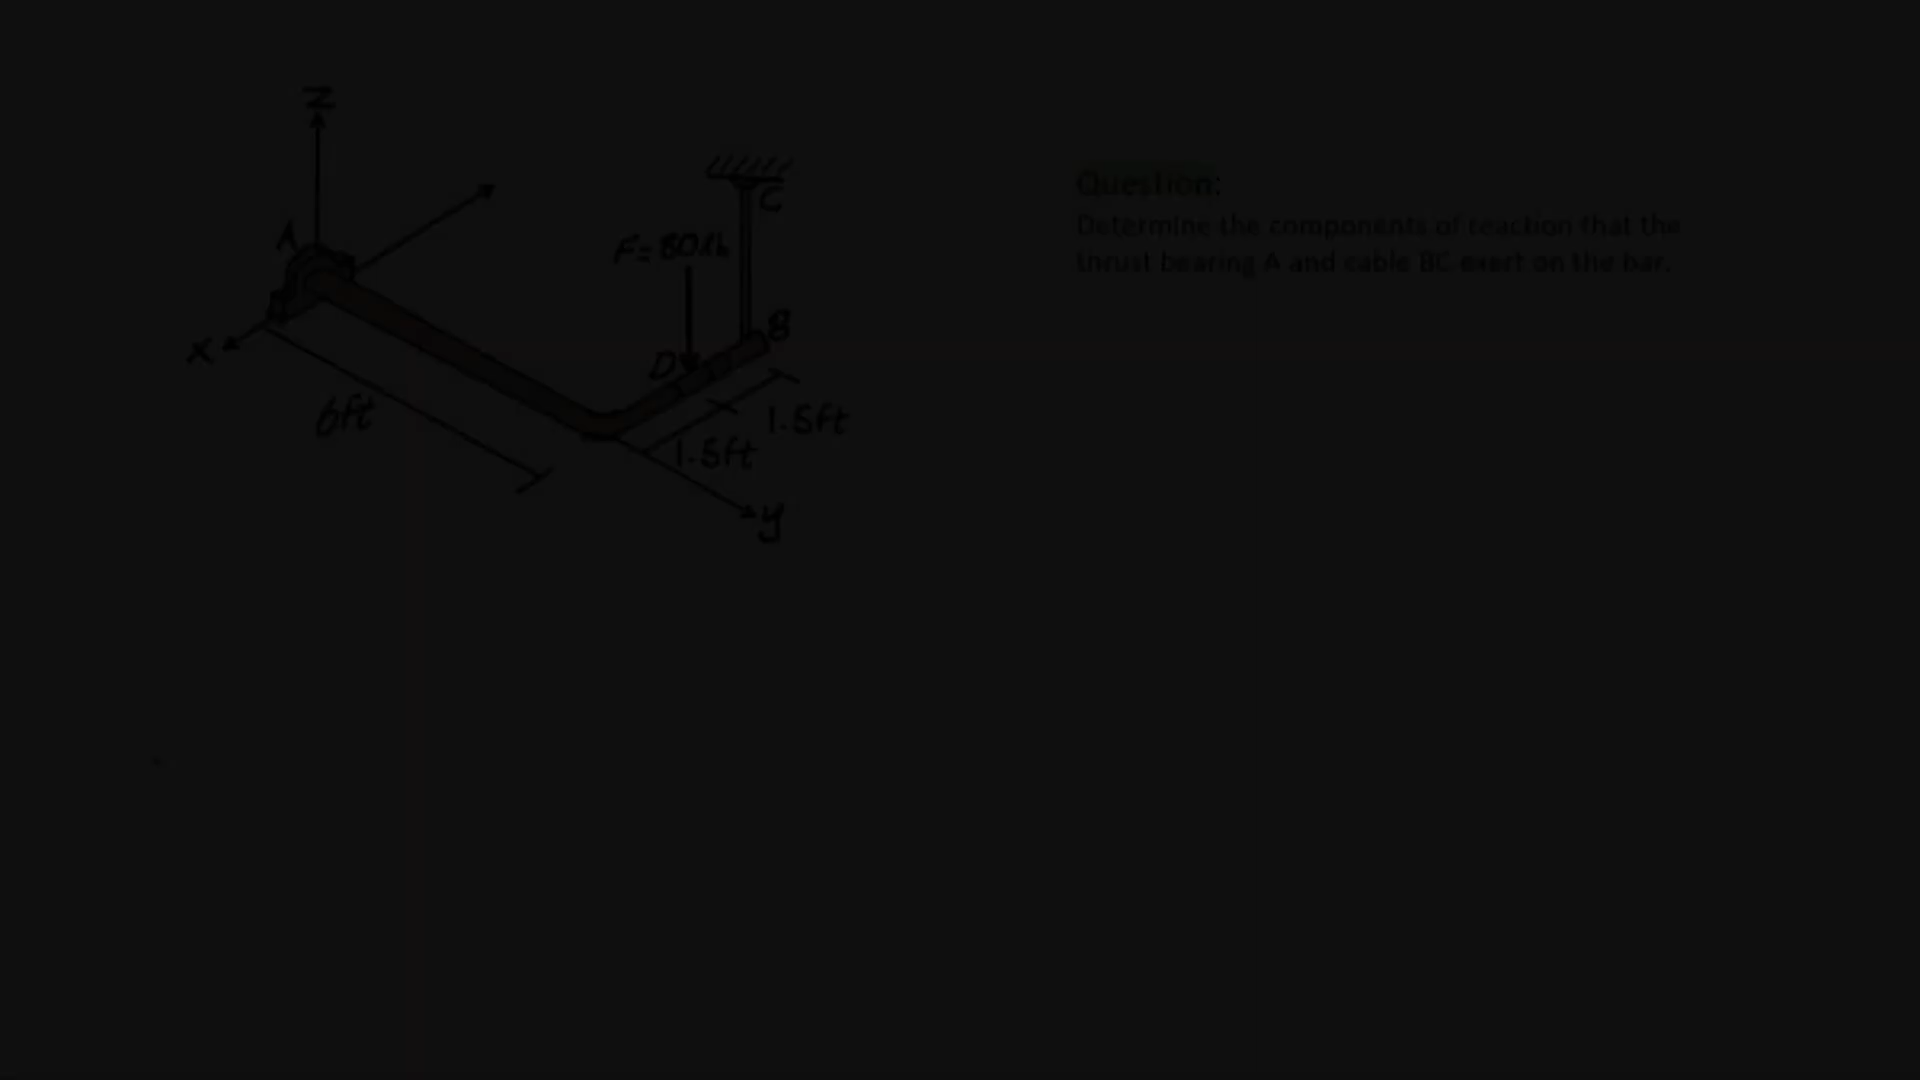 Z
C
A
F=80lb
Question:
Determine the components of reaction that the
thrust bearing A and cable BC exert on the bar.
B
X
D
6ft
1.5ft
1.5ft
y